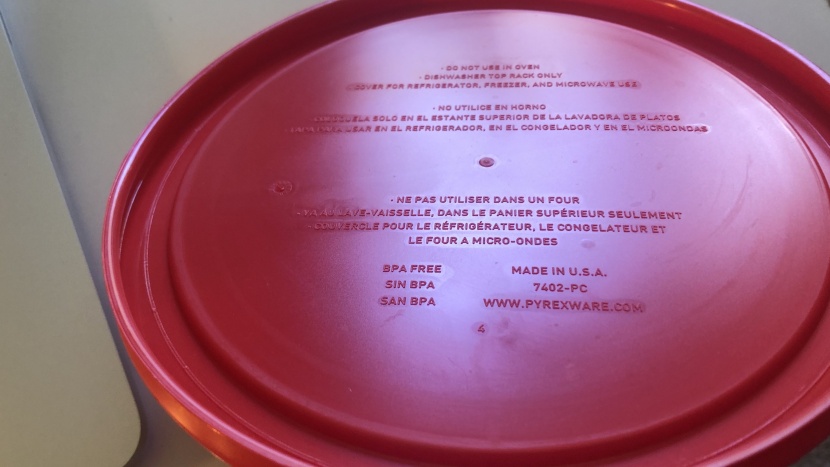 · DO NOT USE IN OVEN
· DISHWASHER TOP RACK ONLY
· COVER FOR REFRIGERATOR, FREEZER, AND MICROWAVE USE
· NO UTILICE EN HORNO
SOLO EN EL ESTANTE SUPERIOR DE LA LAVADORA DE PLATOS
PARA USAR EN EL REFRIGERADOR, EN EL CONGELADOR Y EN EL MICROONDAS
· NE PAS UTILISER DANS UN FOUR
LAVE-VAISSELLE, DANS LE PANIER SUPÉRIEUR SEULEMENT
· COUVERCLE POUR LE RÉFRIGÉRATEUR, LE CONGELATEUR ET
LE FOUR A MICRO-ONDES
BPA FREE
SIN BPA
SAN BPA
MADE IN U.S.A.
7402-PC
WWW.PYREXWARE.COM
4